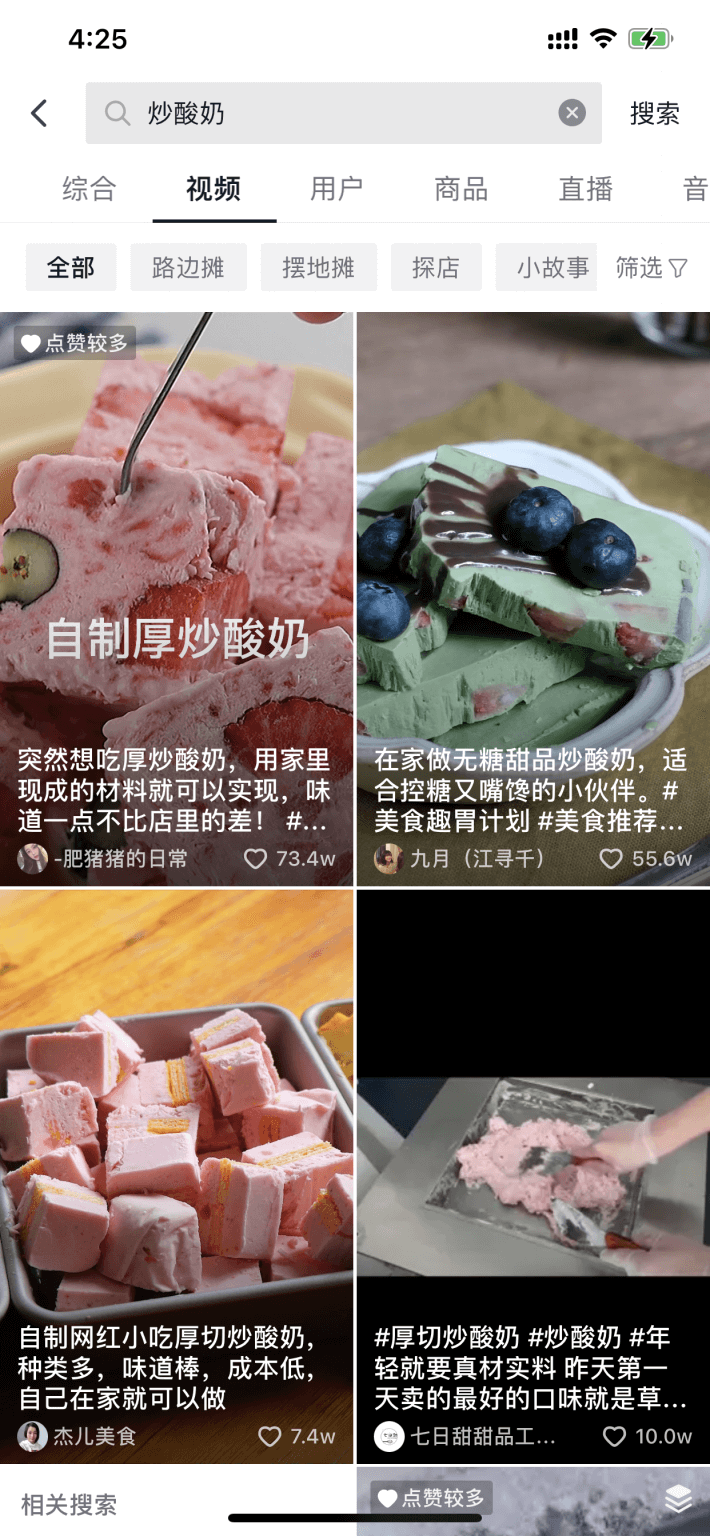 4:25
炒酸奶
搜索
综合 视频 用户 商品 直播 音
全部 路边摊 摆地摊 探店 小故事 筛选
点赞较多
自制厚炒酸奶
突然想吃厚炒酸奶，用家里
现成的材料就可以实现，味
道一点不比店里的差！ #...
-肥猪猪的日常 73.4w
在家做无糖甜品炒酸奶，适
合控糖又嘴馋的小伙伴。#
美食趣胃计划 #美食推荐...
九月（江寻千） 55.6w
自制网红小吃厚切炒酸奶，
种类多，味道棒，成本低，
自己在家就可以做
杰儿美食 7.4w
#厚切炒酸奶 #炒酸奶 #年
轻就要真材实料 昨天第一
天卖的最好的口味就是草...
七日甜甜品工... 10.0w
相关搜索
点赞较多